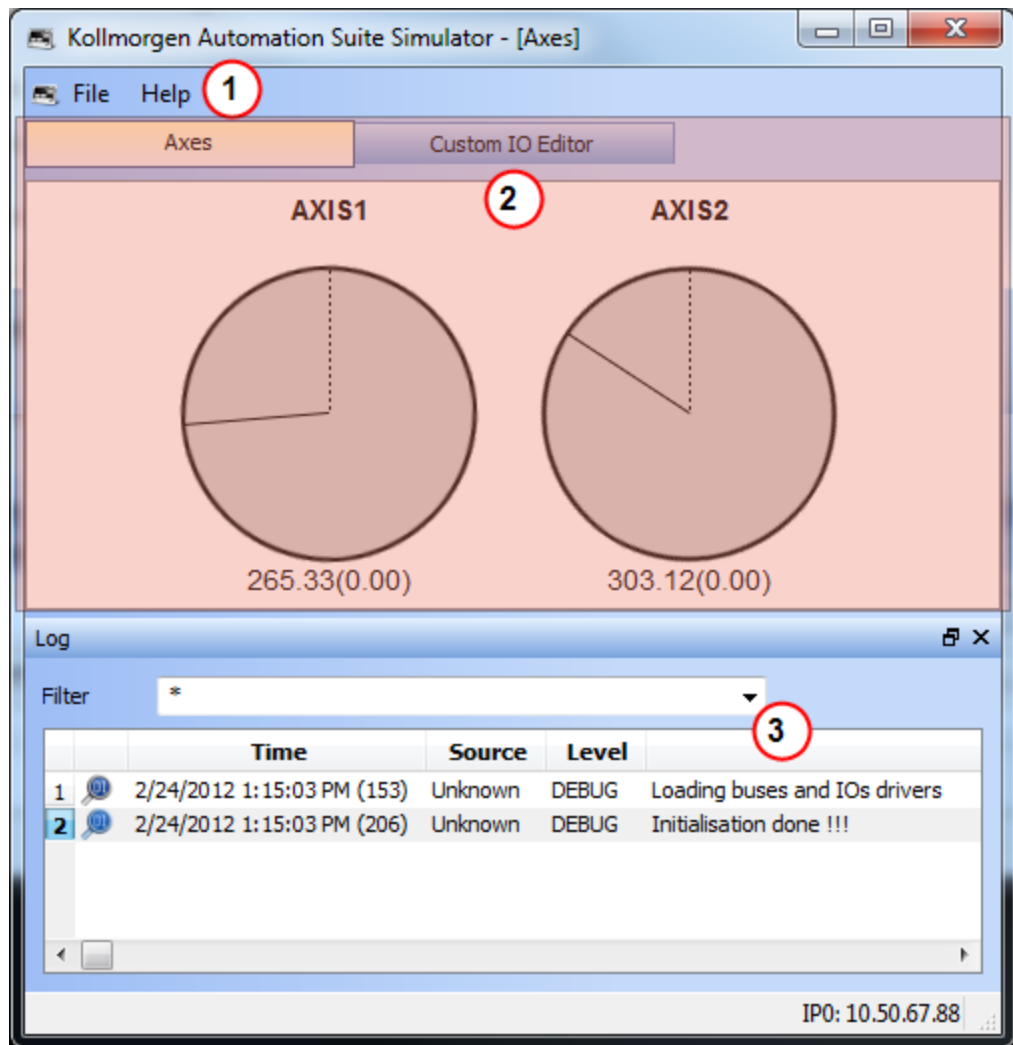 Kollmorgen Automation Suite Simulator - [Axes]
File Help 1
Axes Custom IO Editor
2
AXIS1 AXIS2
265.33(0.00) 303.12(0.00)
Log
Filter *
3
Time Source Level
1 2/24/2012 1:15:03 PM (153) Unknown DEBUG Loading buses and IOs drivers
2 2/24/2012 1:15:03 PM (206) Unknown DEBUG Initialisation done !!!
IP0: 10.50.67.88